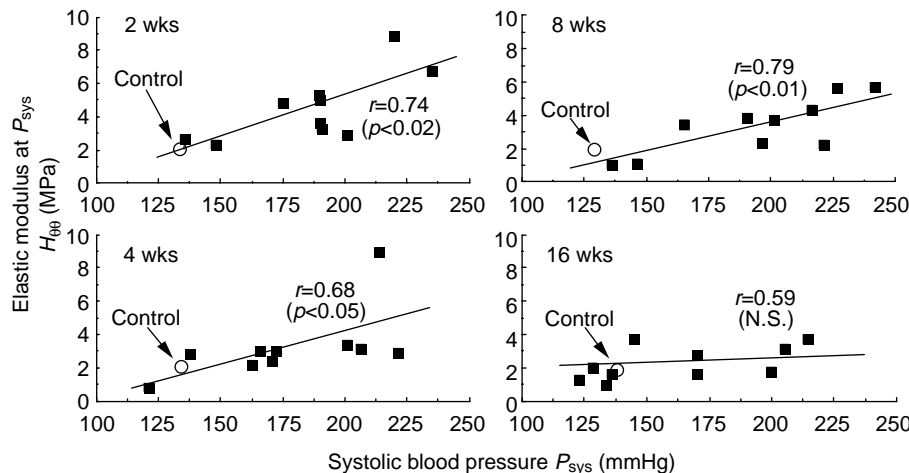 Elastic modulus at Psys
Hθθ (MPa)
2 wks
10
8
6
4
2
0
Control
r=0.74
(p<0.02)
100 125 150 175 200 225 250
8 wks
10
8
6
4
2
0
Control
r=0.79
(p<0.01)
100 125 150 175 200 225 250
4 wks
10
8
6
4
2
0
Control
r=0.68
(p<0.05)
100 125 150 175 200 225 250
16 wks
10
8
6
4
2
0
Control
r=0.59
(N.S.)
100 125 150 175 200 225 250
Systolic blood pressure Psys (mmHg)